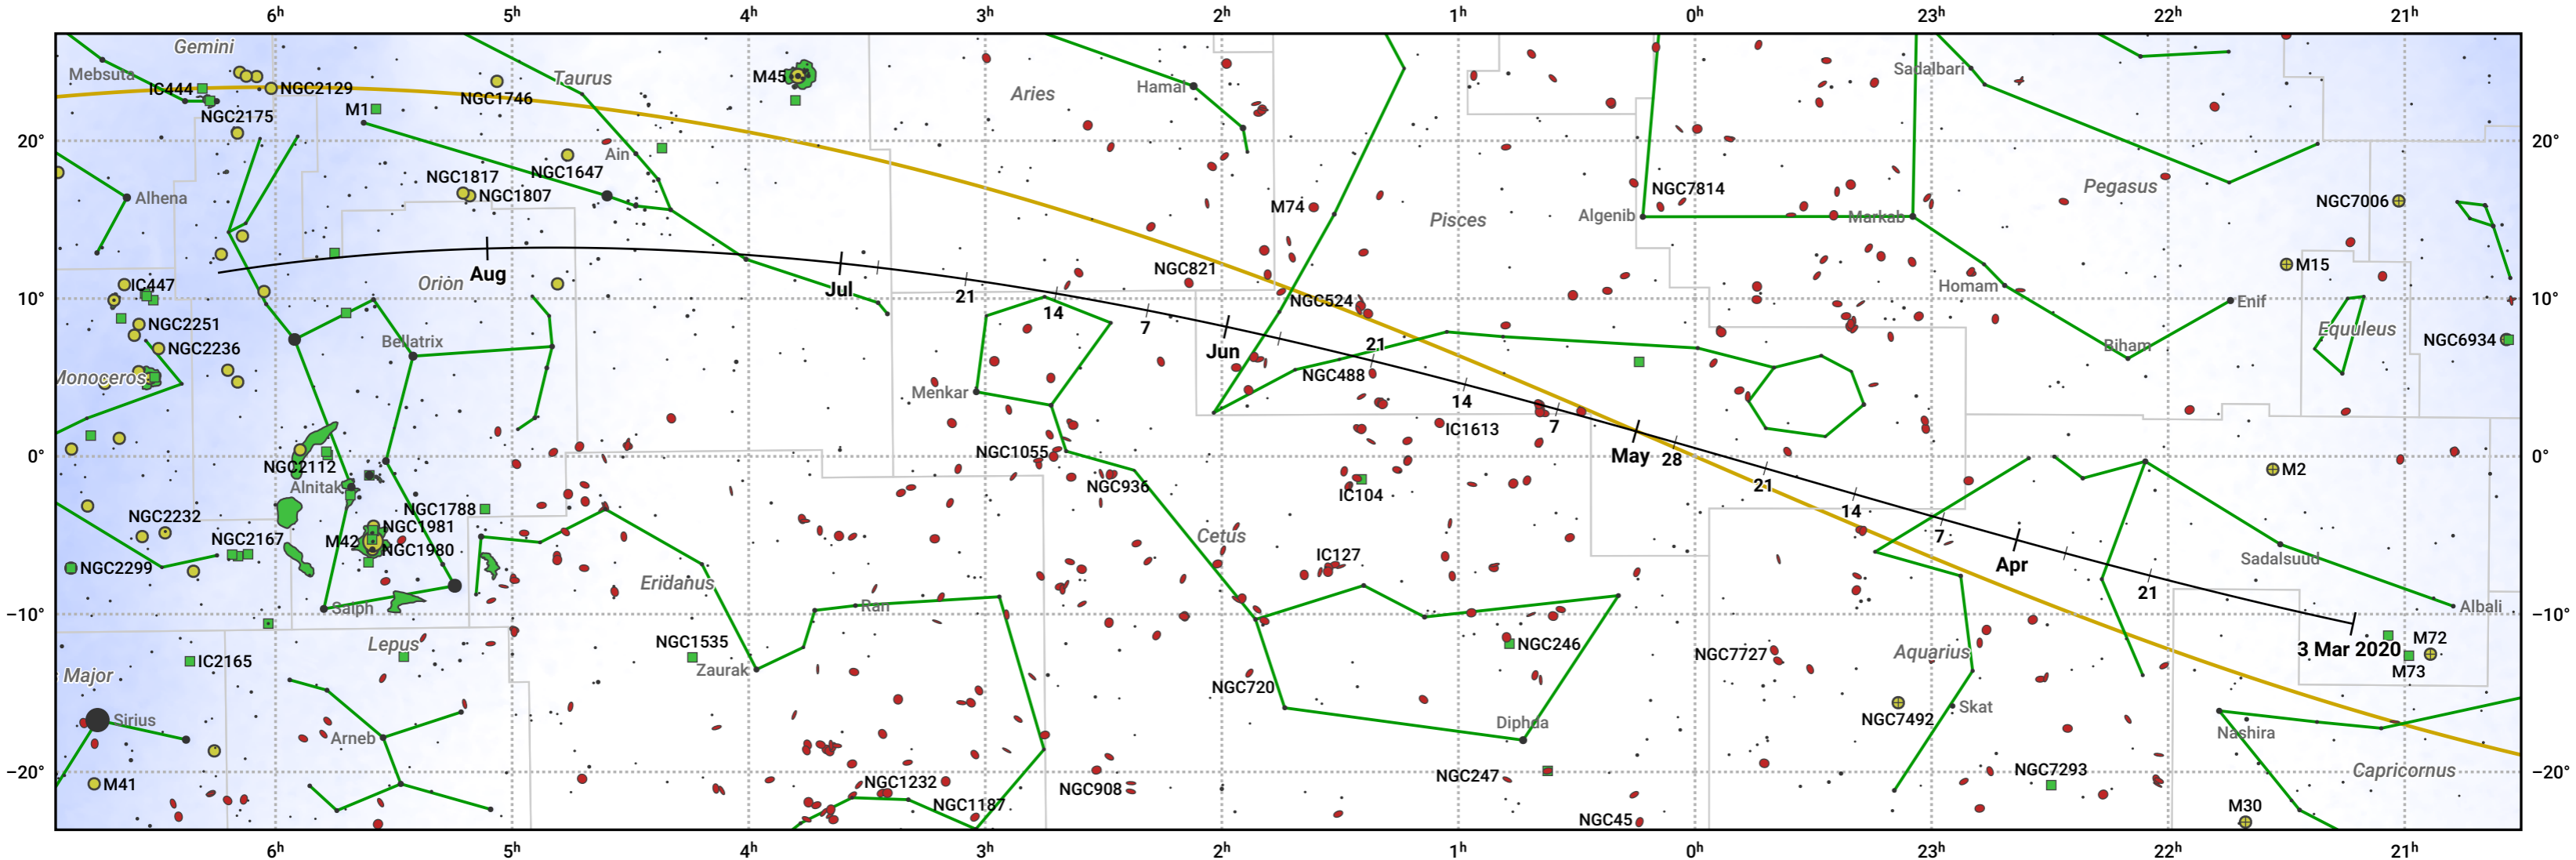 6ʰ 5ʰ 4ʰ 3ʰ 2ʰ 1ʰ 0ʰ 23ʰ 22ʰ 21ʰ
Gemini
Mebsuta
IC444
NGC2129
NGC2175
M1
NGC1746
Taurus
M45
Aries
Hamal
Sadalbari
20°
20°
Ain
NGC1647
NGC1817
NGC1807
Alhena
M74
Pisces
NGC7814
Algenib
Markab
Pegasus
NGC7006
Aug
Orion
Jul
21
14
7
Jun
NGC821
NGC524
Homam
Enif
M15
10°
10°
IC447
NGC2251
NGC2236
Bellatrix
Monoceros
Menkar
NGC488
21
14
7
IC1613
Biham
Equuleus
NGC6934
0°
0°
NGC2112
Alnitak
NGC1055
NGC936
IC104
May
28
21
14
7
Apr
21
M2
NGC2232
NGC1788
NGC1981
M42
NGC1980
NGC2167
NGC2299
Eridanus
Cetus
IC127
Sadalsuud
−10°
−10°
Saiph
Ran
Albali
Lepus
IC2165
NGC1535
Zaurak
NGC246
NGC7727
Aquarius
3 Mar 2020
M72
M73
Major
Sirius
Arneb
NGC720
Diphda
NGC7492
Skat
Nashira
−20°
−20°
M41
NGC1232
NGC1187
NGC908
NGC247
NGC45
NGC7293
Capricornus
M30
6ʰ 5ʰ 4ʰ 3ʰ 2ʰ 1ʰ 0ʰ 23ʰ 22ʰ 21ʰ